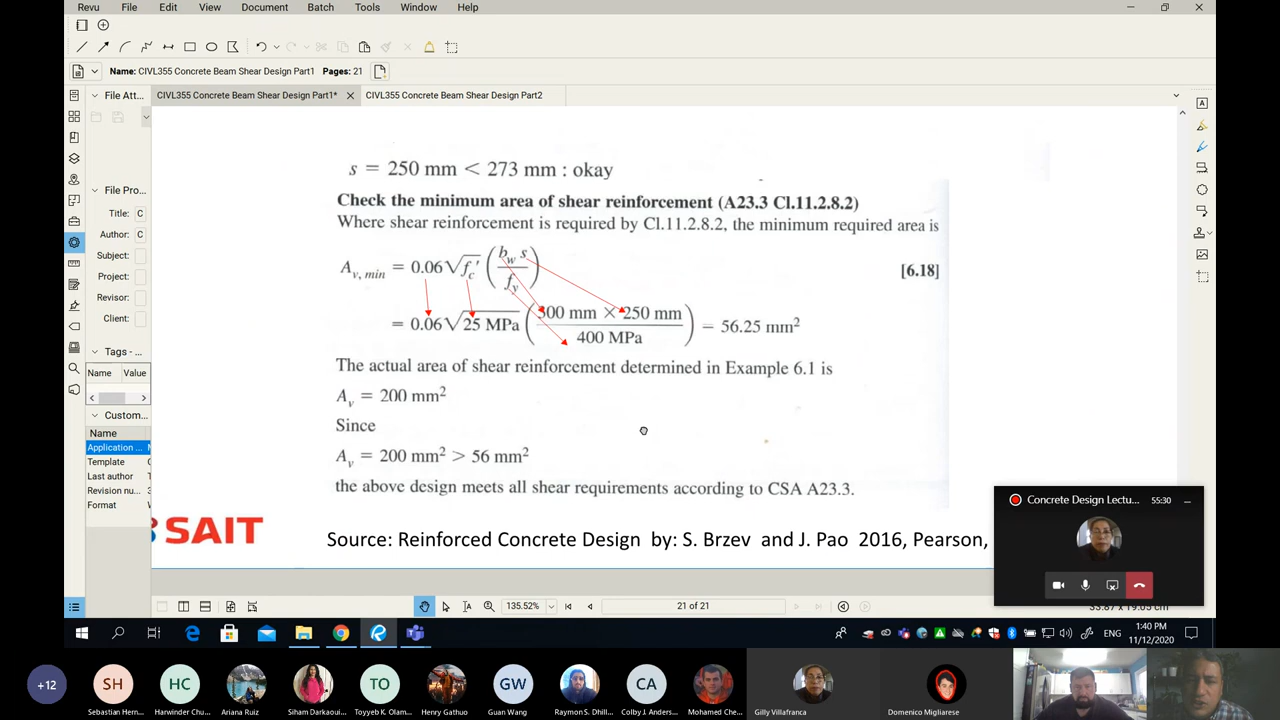 Revu File Edit View Document Batch Tools Window Help
Name: CIVL355 Concrete Beam Shear Design Part1 Pages: 21
File Att... CIVL355 Concrete Beam Shear Design Part1* CIVL355 Concrete Beam Shear Design Part2
s = 250 mm < 273 mm : okay
File Pro...
Title: C
Author: C
Subject:
Project:
Revisor:
Client:
Tags -
Name Value
Custom...
Name
Application ...
Template
Last author
Revision nu...
Format
Check the minimum area of shear reinforcement (A23.3 Cl.11.2.8.2)
Where shear reinforcement is required by Cl.11.2.8.2, the minimum required area is
A_{v, min} = 0.06√f_c′ (b_w s / f_y) [6.18]
= 0.06√25 MPa (300 mm × 250 mm / 400 MPa) = 56.25 mm²
The actual area of shear reinforcement determined in Example 6.1 is
A_v = 200 mm²
Since
A_v = 200 mm² > 56 mm²
the above design meets all shear requirements according to CSA A23.3.
SAIT
Source: Reinforced Concrete Design by: S. Brzev and J. Pao 2016, Pearson,
Concrete Design Lectu... 55:30
135.52% 21 of 21 33.87 x 19.05 cm
ENG 1:40 PM
11/12/2020
+12 SH HC TO GW CA
Sebastian Hern... Harwinder Chu... Ariana Ruiz Siham Darkaoui... Toyyeb K. Olam... Henry Gathuo Guan Wang Raymon S. Dhill... Colby J. Anders... Mohamed Che... Gilly Villafranca Domenico Migliarese